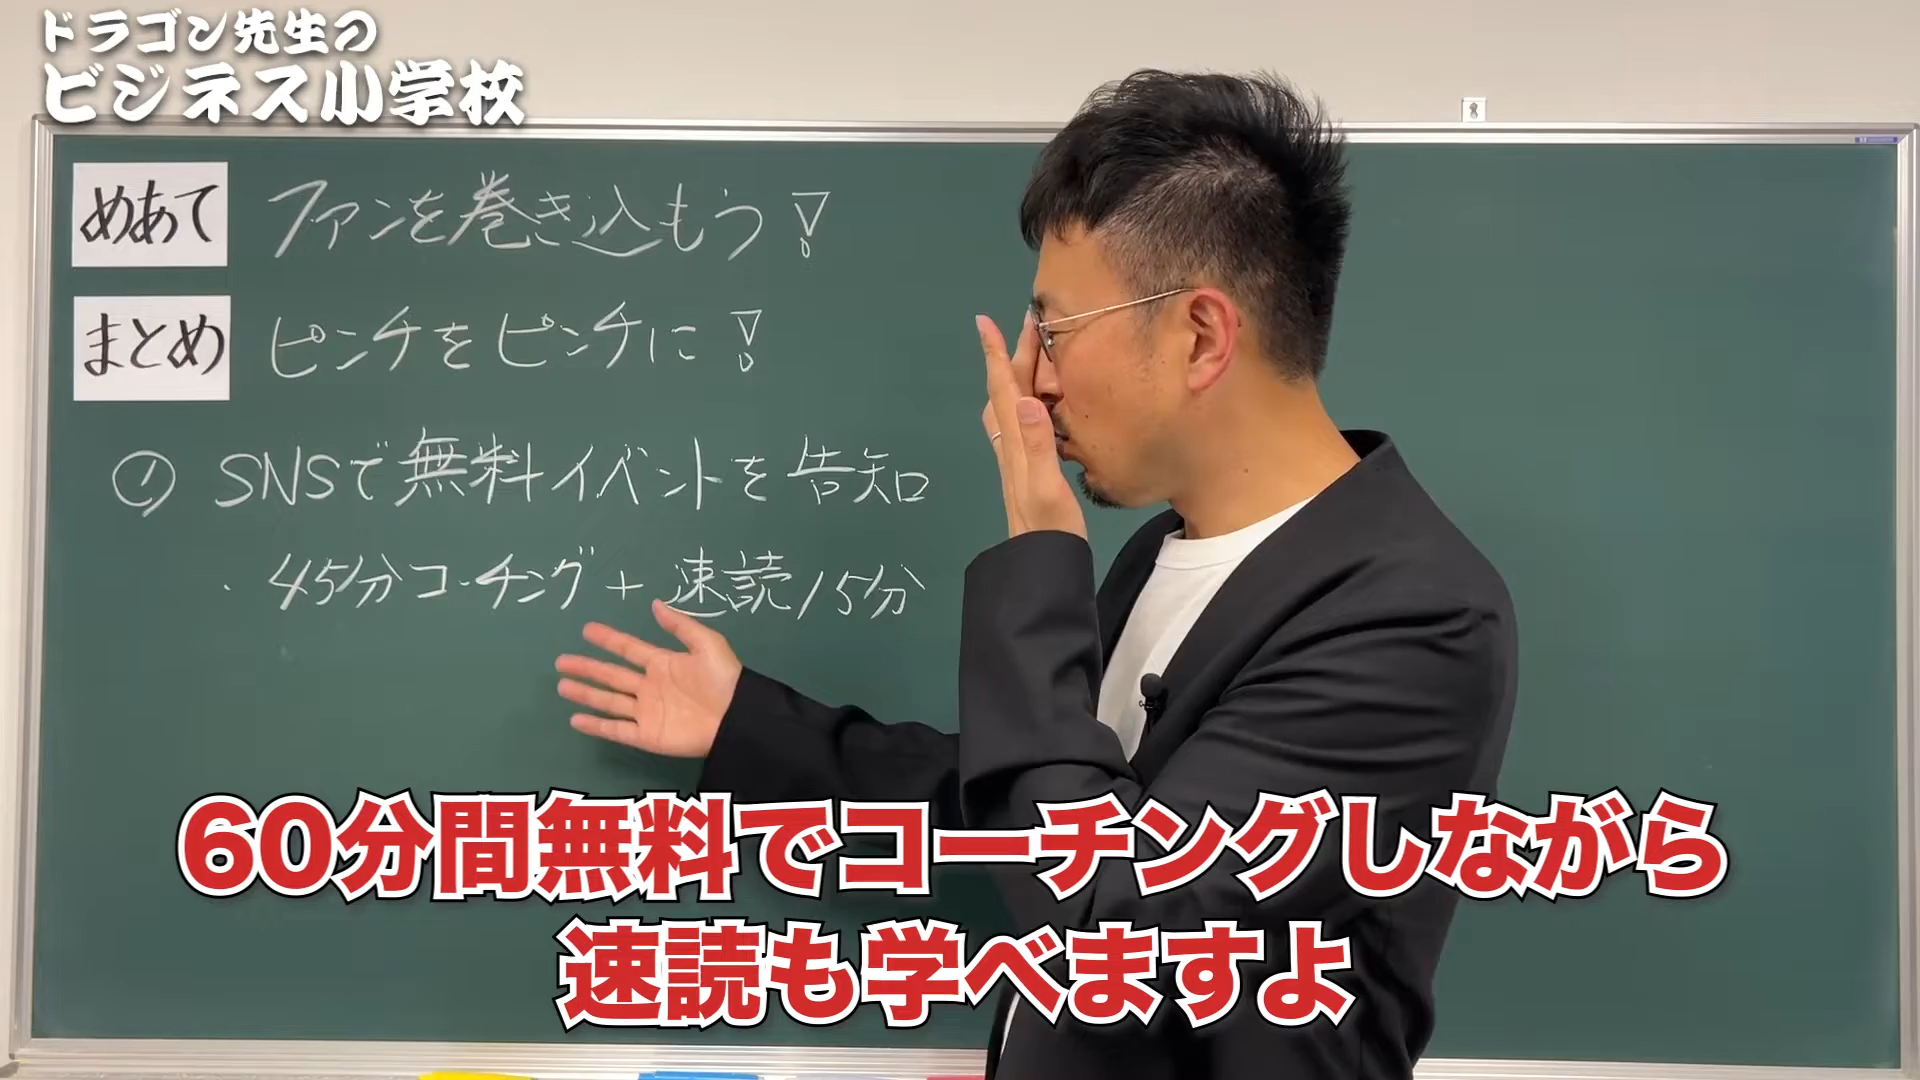 ドラゴン先生の
ビジネス小学校
めあて ファンを巻き込もう!
まとめ ピンチをピンチに!
① SNSで無料イベントを告知
・45分コーチング+速読15分
60分間無料でコーチングしながら
速読も学べますよ